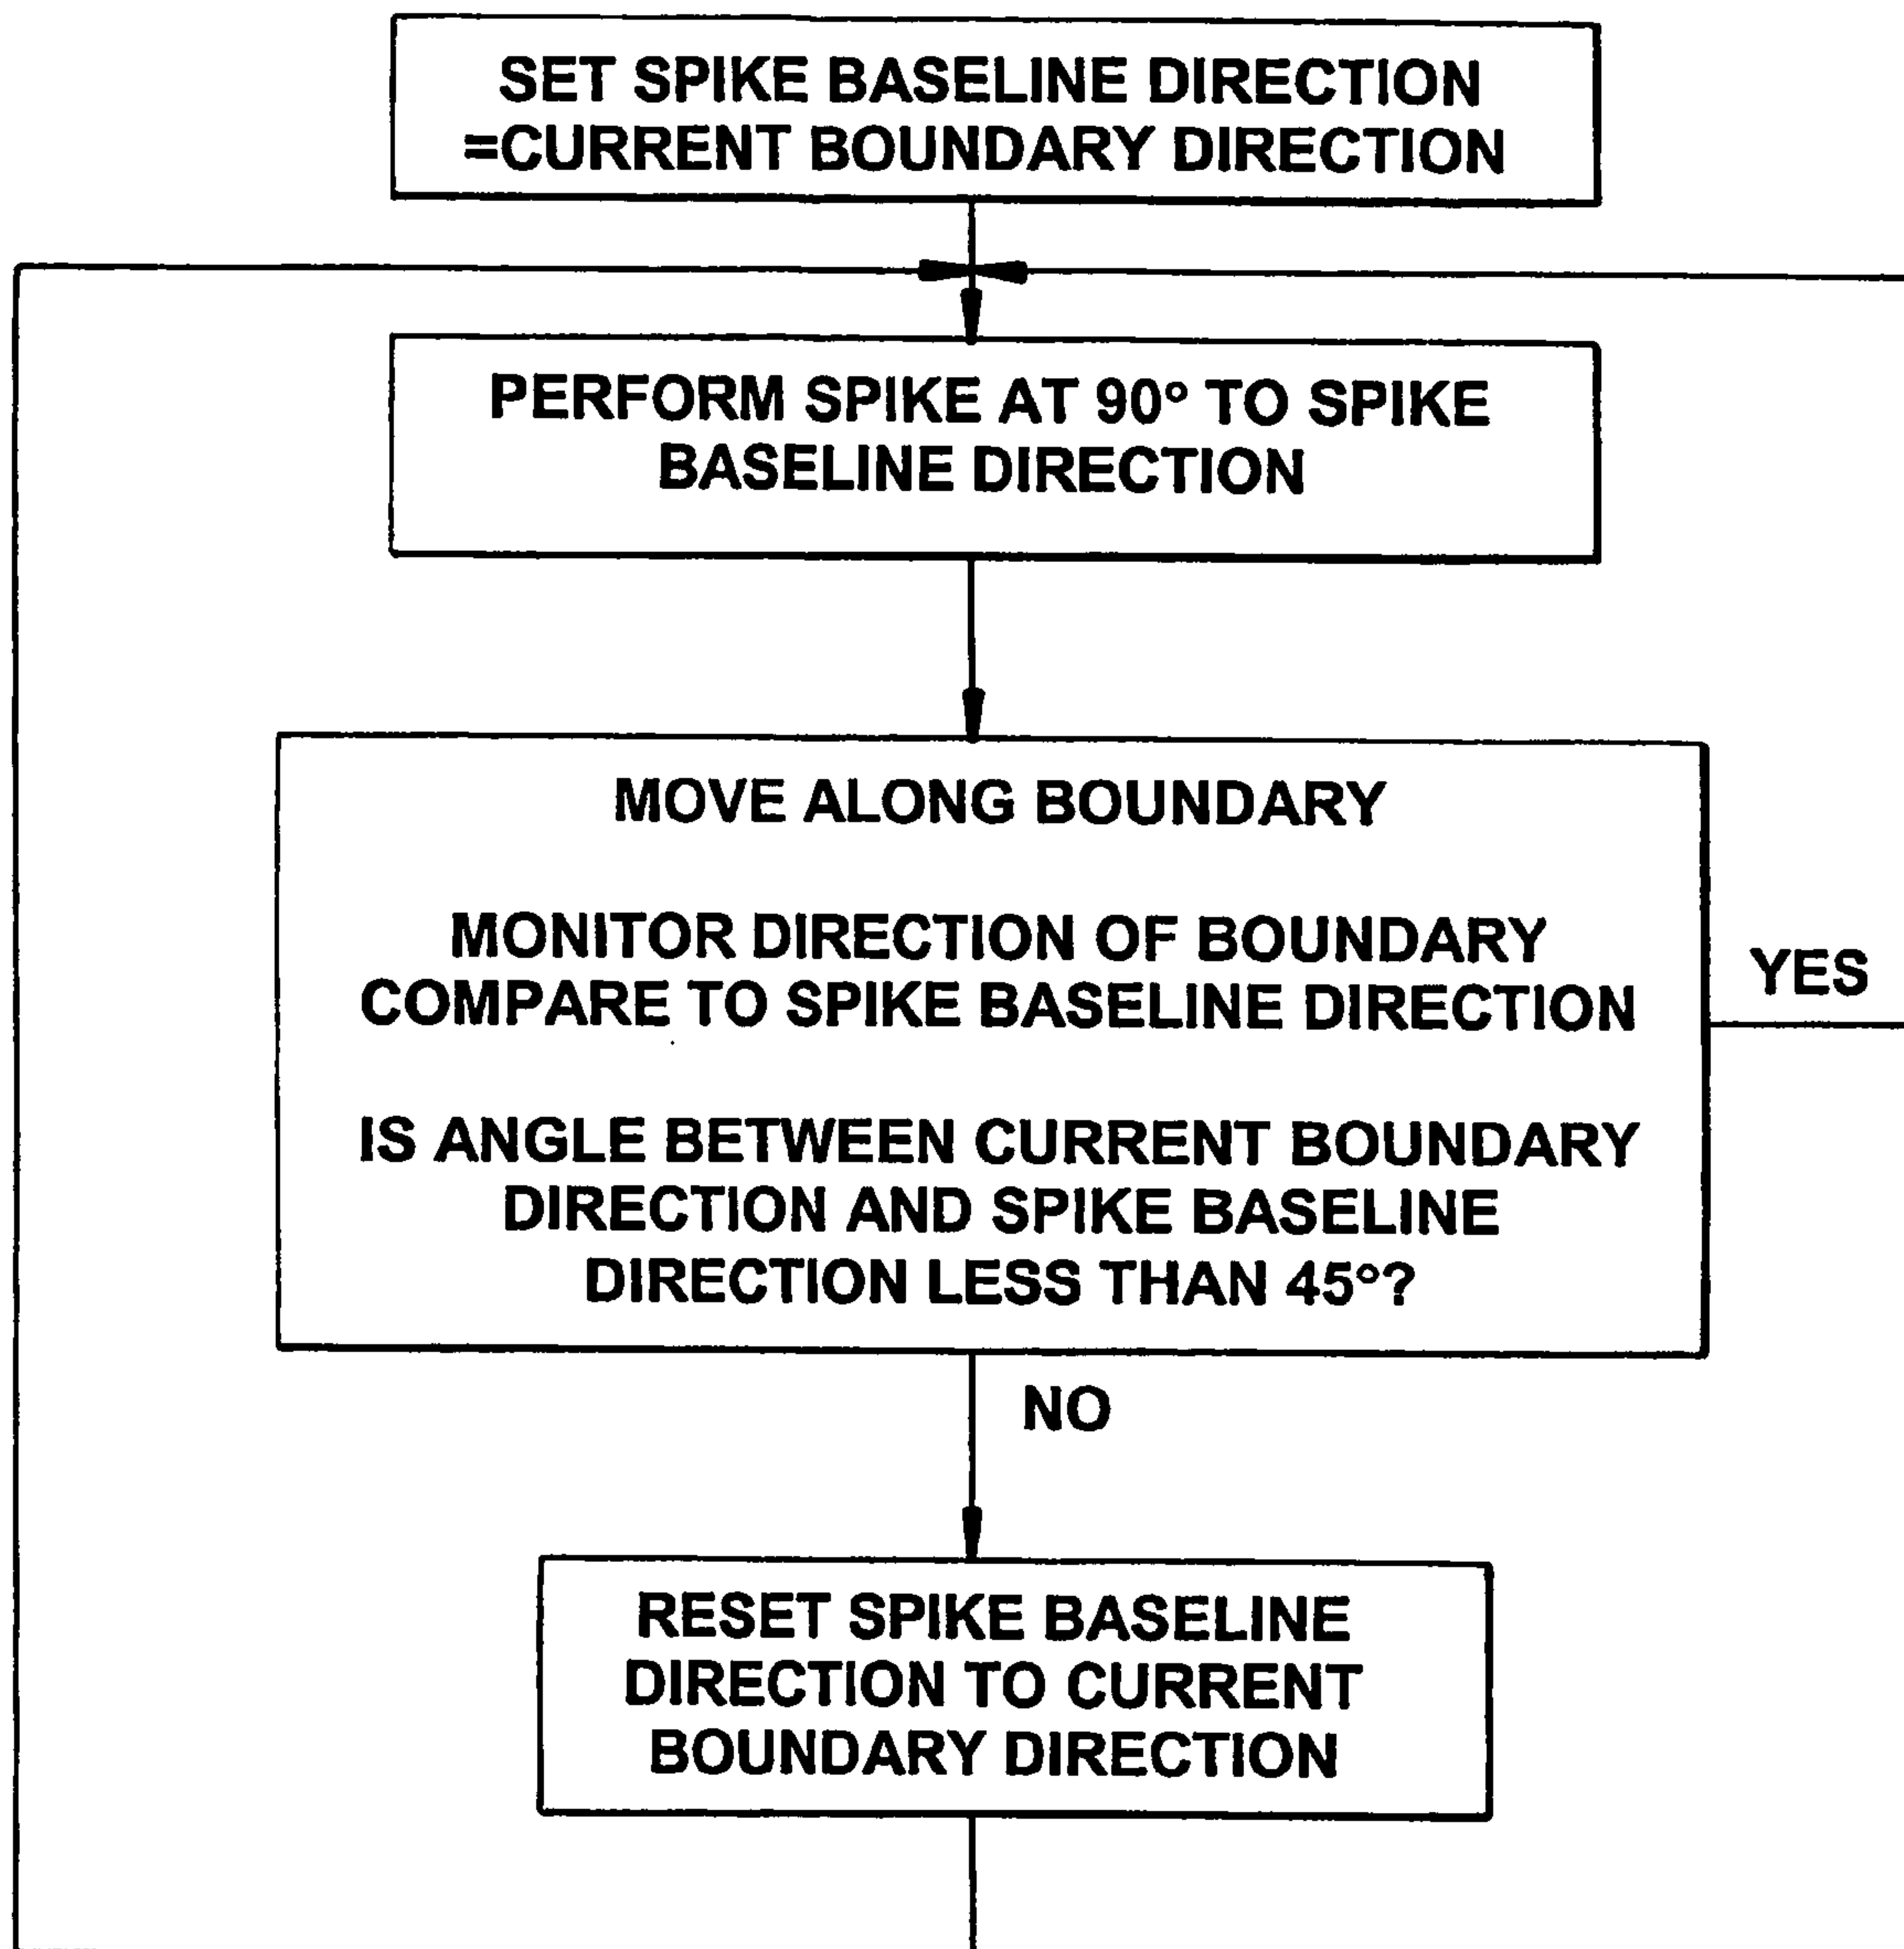 SET SPIKE BASELINE DIRECTION
=CURRENT BOUNDARY DIRECTION
PERFORM SPIKE AT 90° TO SPIKE
BASELINE DIRECTION
MOVE ALONG BOUNDARY
MONITOR DIRECTION OF BOUNDARY
COMPARE TO SPIKE BASELINE DIRECTION
YES
IS ANGLE BETWEEN CURRENT BOUNDARY
DIRECTION AND SPIKE BASELINE
DIRECTION LESS THAN 45°?
NO
RESET SPIKE BASELINE
DIRECTION TO CURRENT
BOUNDARY DIRECTION